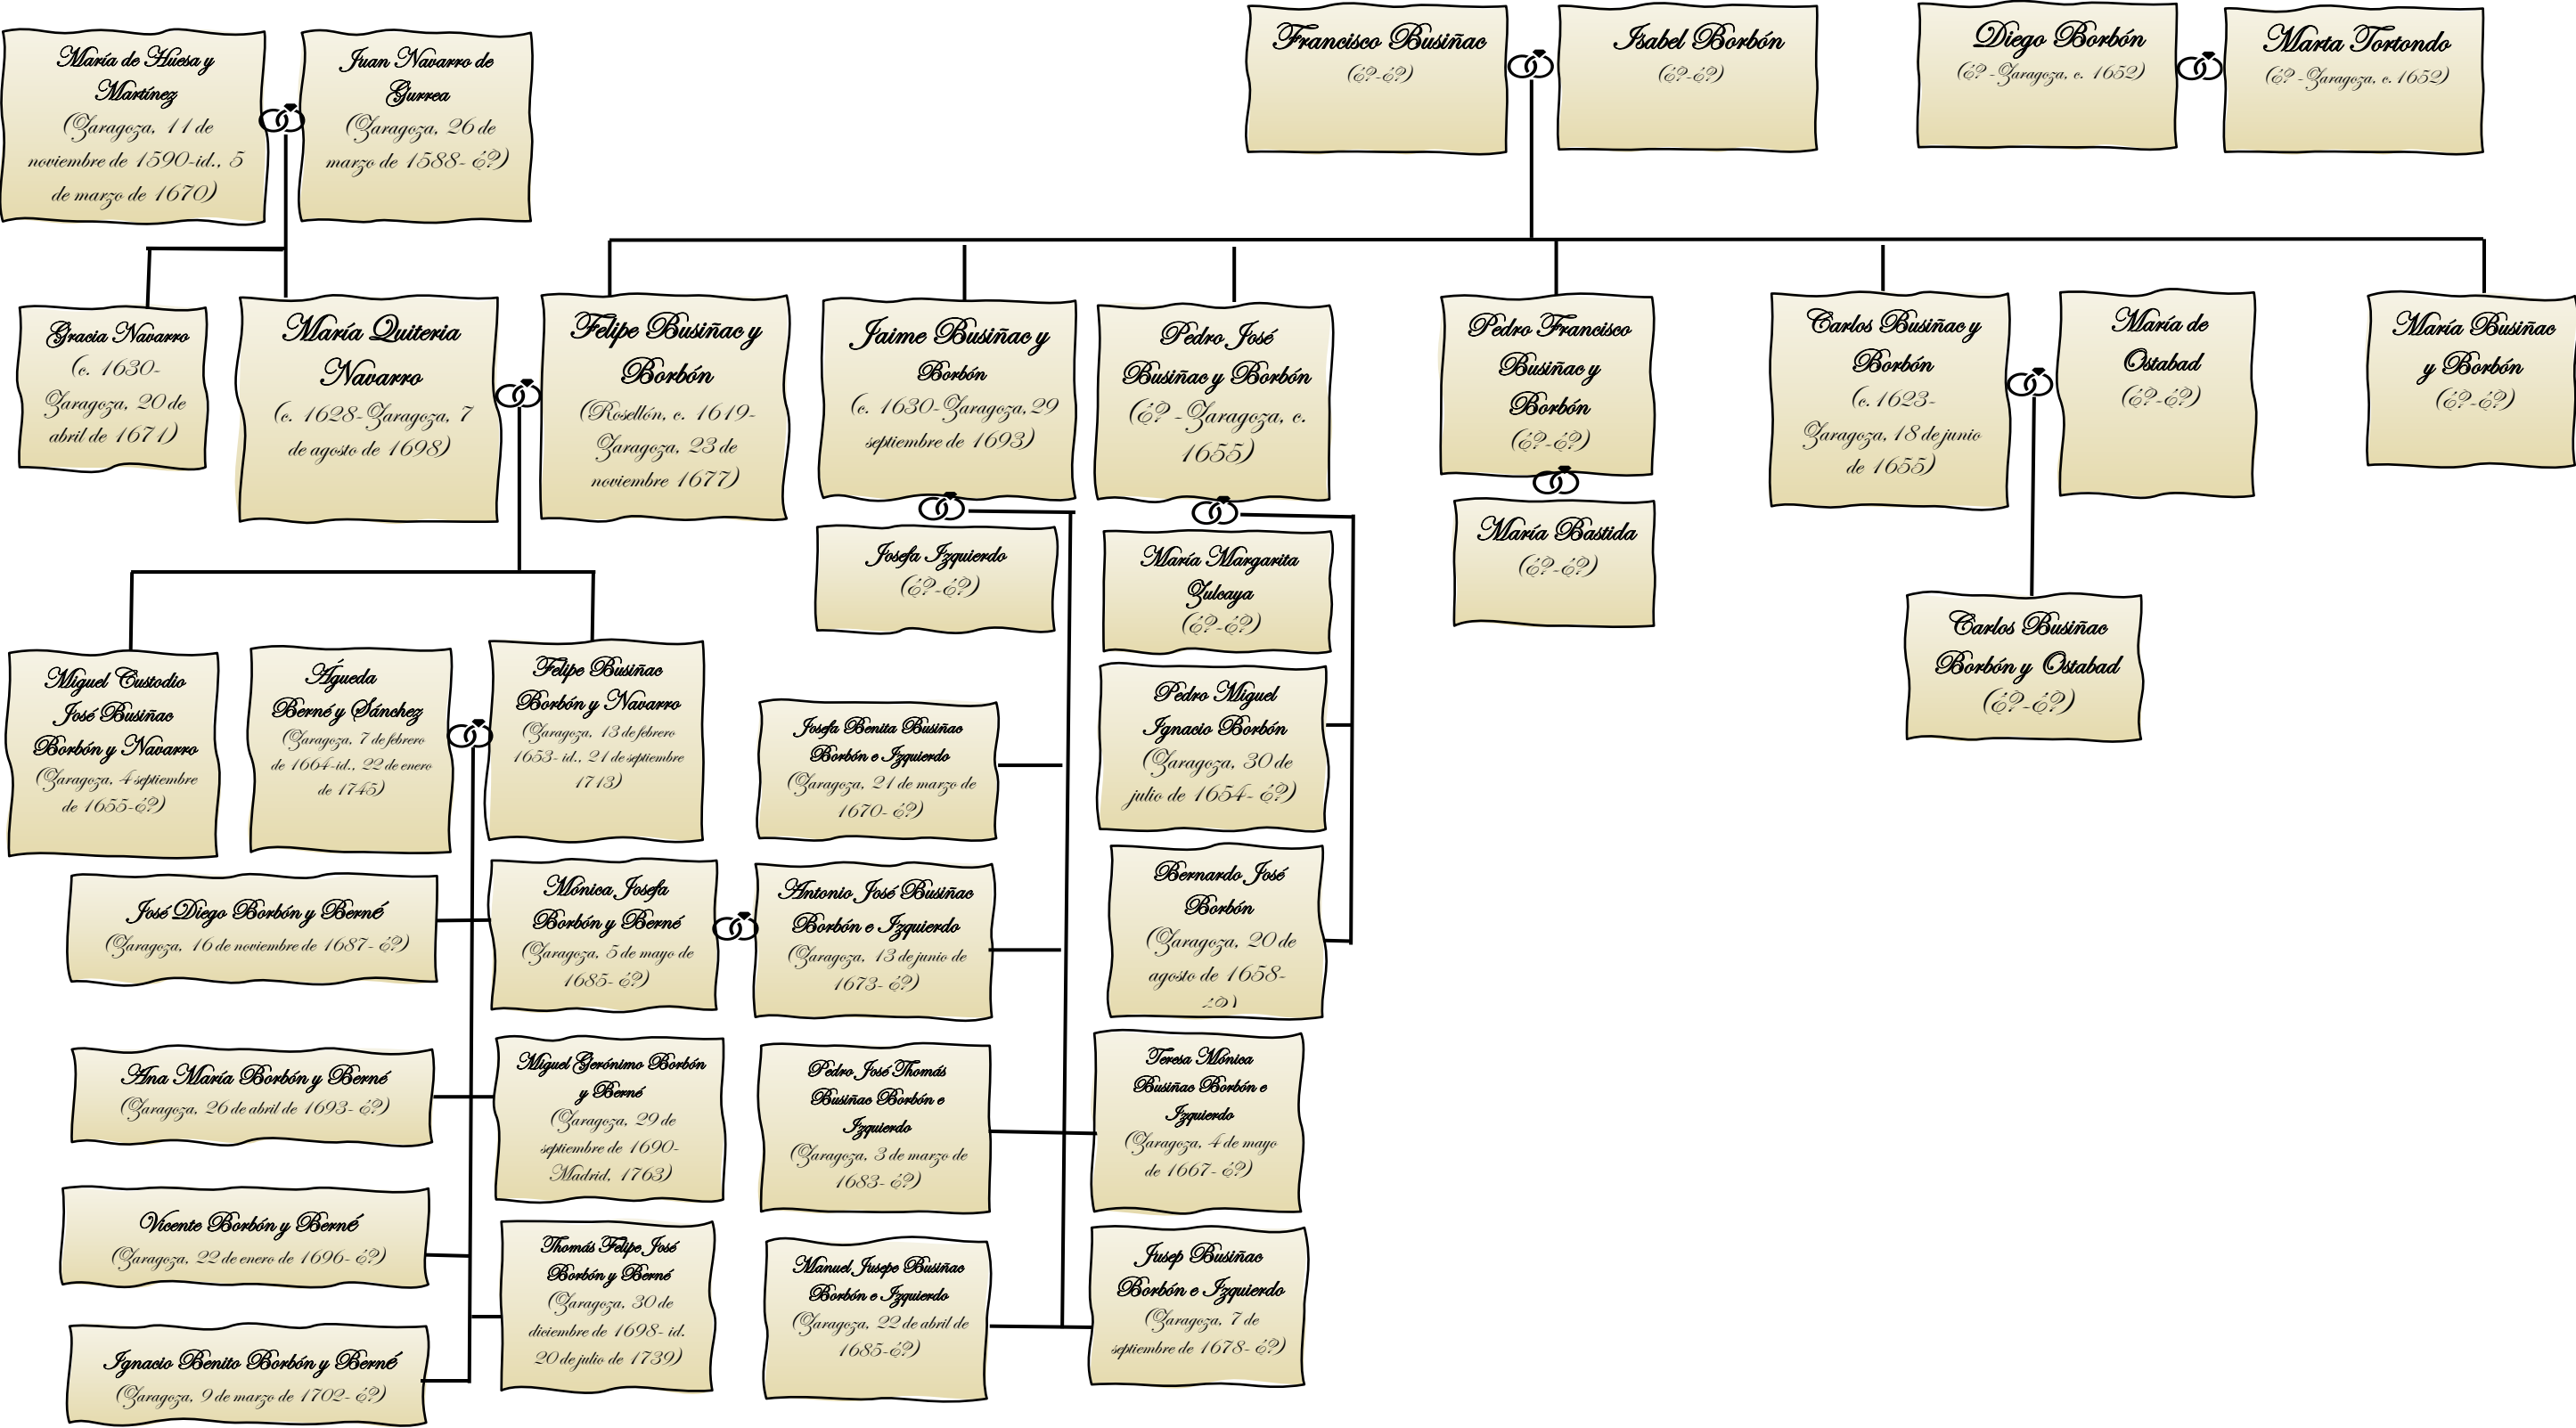 María de Huesa y
Martínez
(Zaragoza, 11 de
noviembre de 1590-id., 5
de marzo de 1670)
Juan Navarro de
Gurrea
(Zaragoza, 26 de
marzo de 1588- ¿?)
Francisco Busiñac
(¿?-¿?)
Isabel Borbón
(¿?-¿?)
Diego Borbón
(¿? -Zaragoza, c. 1652)
Marta Tortondo
(¿? -Zaragoza, c. 1652)
Gracia Navarro
(c. 1630-
Zaragoza, 20 de
abril de 1671)
María Quiteria
Navarro
(c. 1628-Zaragoza, 7
de agosto de 1698)
Felipe Busiñac y
Borbón
(Rosellón, c. 1619-
Zaragoza, 23 de
noviembre 1677)
Jaime Busiñac y
Borbón
(c. 1630-Zaragoza,29
septiembre de 1693)
Pedro José
Busiñac y Borbón
(¿? -Zaragoza, c.
1655)
Pedro Francisco
Busiñac y
Borbón
(¿?-¿?)
Carlos Busiñac y
Borbón
(c.1623-
Zaragoza, 18 de junio
de 1655)
María de
Ostabad
(¿?-¿?)
María Busiñac
y Borbón
(¿?-¿?)
Josefa Izquierdo
(¿?-¿?)
María Margarita
Zulcaya
(¿?-¿?)
María Bastida
(¿?-¿?)
Carlos Busiñac
Borbón y Ostabad
(¿?-¿?)
Miguel Custodio
José Busiñac
Borbón y Navarro
(Zaragoza, 4 septiembre
de 1655-¿?)
Águeda
Berné y Sánchez
(Zaragoza, 7 de febrero
de 1664-id., 22 de enero
de 1745)
Felipe Busiñac
Borbón y Navarro
(Zaragoza, 13 de febrero
1653- id., 21 de septiembre
1713)
Josefa Benita Busiñac
Borbón e Izquierdo
(Zaragoza, 21 de marzo de
1670- ¿?)
Pedro Miguel
Ignacio Borbón
(Zaragoza, 30 de
julio de 1654- ¿?)
José Diego Borbón y Berné
(Zaragoza, 16 de noviembre de 1687- ¿?)
Mónica Josefa
Borbón y Berné
(Zaragoza, 5 de mayo de
1685- ¿?)
Antonio José Busiñac
Borbón e Izquierdo
(Zaragoza, 13 de junio de
1673- ¿?)
Bernardo José
Borbón
(Zaragoza, 20 de
agosto de 1658-
¿?)
Ana María Borbón y Berné
(Zaragoza, 26 de abril de 1693- ¿?)
Miguel Gerónimo Borbón
y Berné
(Zaragoza, 29 de
septiembre de 1690-
Madrid, 1763)
Pedro José Thomás
Busiñac Borbón e
Izquierdo
(Zaragoza, 3 de marzo de
1683- ¿?)
Teresa Mónica
Busiñac Borbón e
Izquierdo
(Zaragoza, 4 de mayo
de 1667- ¿?)
Vicente Borbón y Berné
(Zaragoza, 22 de enero de 1696- ¿?)
Thomás Felipe José
Borbón y Berné
(Zaragoza, 30 de
diciembre de 1698- id.
20 de julio de 1739)
Manuel Jusepe Busiñac
Borbón e Izquierdo
(Zaragoza, 22 de abril de
1685-¿?)
Jusep Busiñac
Borbón e Izquierdo
(Zaragoza, 7 de
septiembre de 1678- ¿?)
Ignacio Benito Borbón y Berné
(Zaragoza, 9 de marzo de 1702- ¿?)